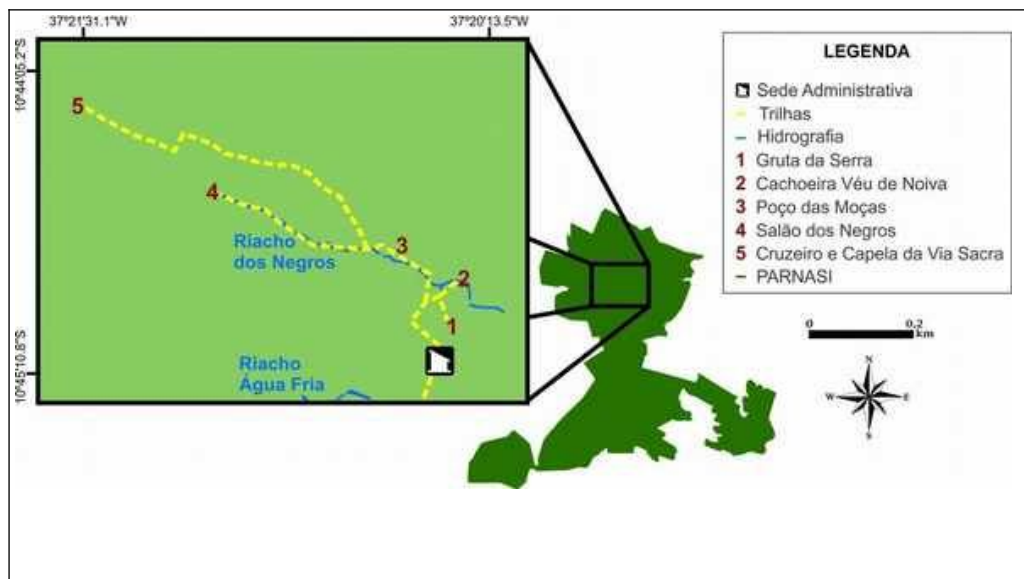 37°21'31.1"W
37°20'13.5"W
10°44'05.2"S
10°45'10.8"S
5
4
Riacho
dos Negros
3
2
1
Riacho
Água Fria
LEGENDA
Sede Administrativa
Trilhas
Hidrografia
1 Gruta da Serra
2 Cachoeira Véu de Noiva
3 Poço das Moças
4 Salão dos Negros
5 Cruzeiro e Capela da Via Sacra
PARNASI
0 0.2
km
N
W E
S